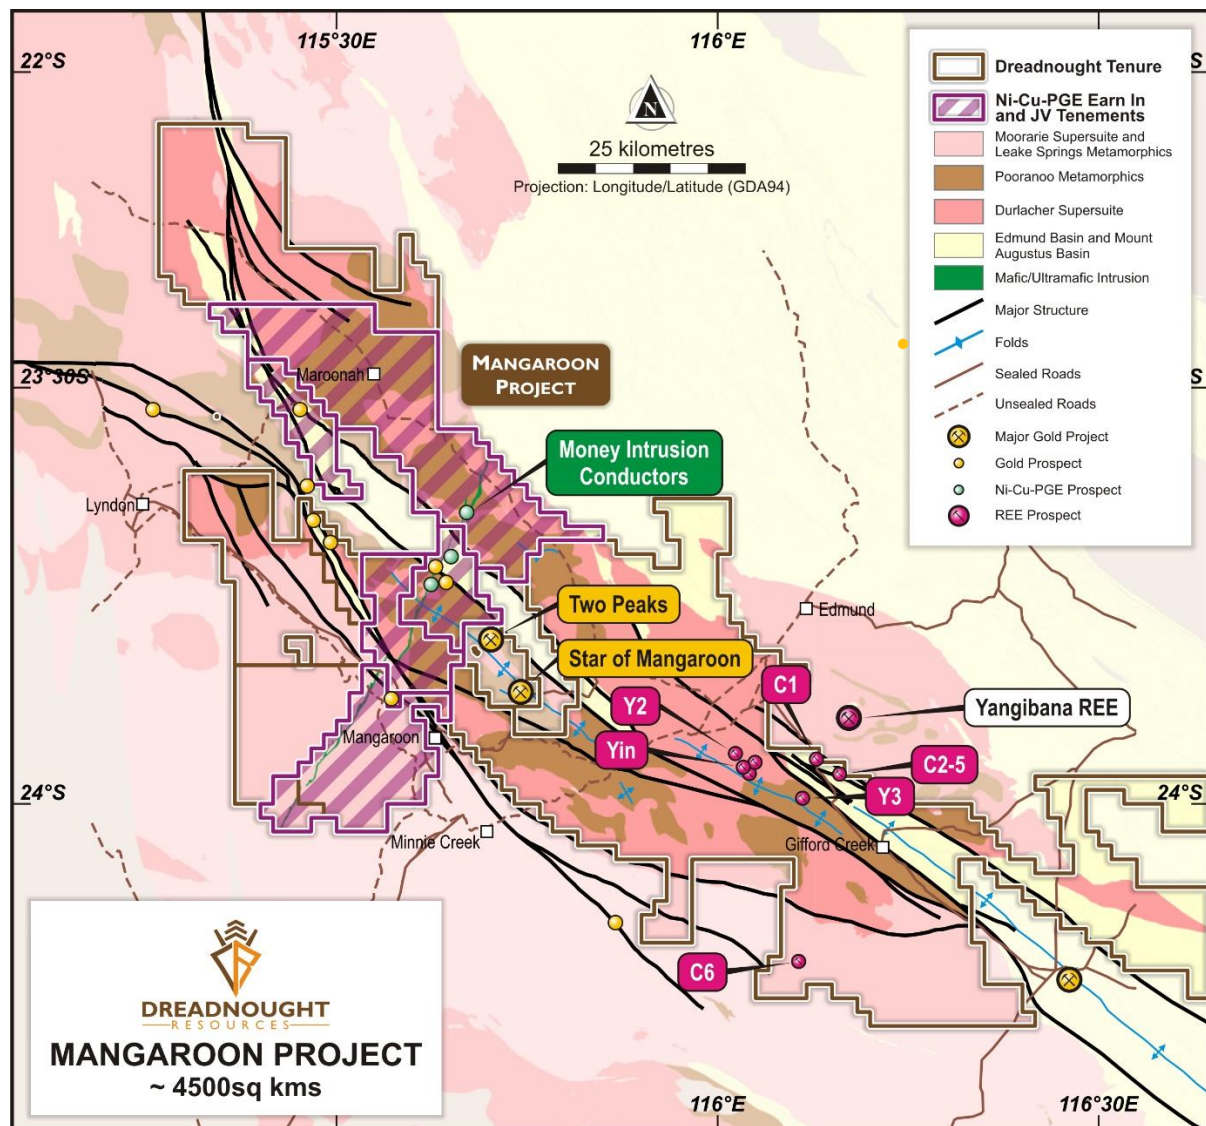 115°30'E
116°E
22°S
S
N
25 kilometres
Projection: Longitude/Latitude (GDA94)
Dreadnought Tenure
Ni-Cu-PGE Earn In
and JV Tenements
Moorarie Supersuite and
Leake Springs Metamorphics
Pooranoo Metamorphics
Durlacher Supersuite
Edmund Basin and Mount
Augustus Basin
Mafic/Ultramafic Intrusion
Major Structure
Folds
Sealed Roads
Unsealed Roads
Major Gold Project
Gold Prospect
Ni-Cu-PGE Prospect
REE Prospect
23°30'S
S
Maroonah
MANGAROON
PROJECT
Money Intrusion
Conductors
Lyndon
Two Peaks
Edmund
Star of Mangaroon
C1
Y2
Yangibana REE
Mangaroon
Yin
C2-5
Y3
24°S
24°S
Minnie Creek
Gifford Creek
C6
DREADNOUGHT
RESOURCES
MANGAROON PROJECT
~ 4500sq kms
116°E
116°30'E